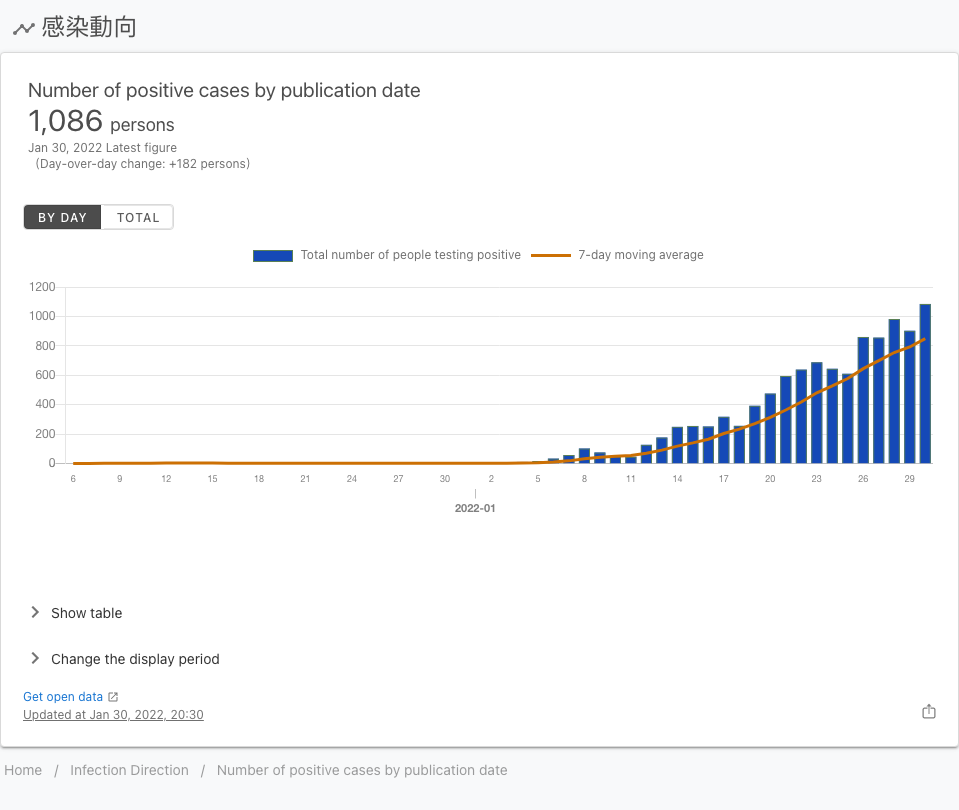 感染動向
Number of positive cases by publication date
1,086 persons
Jan 30, 2022 Latest figure
(Day-over-day change: +182 persons)
BY DAY TOTAL
Total number of people testing positive 7-day moving average
1200
1000
800
600
400
200
0
6 9 12 15 18 21 24 27 30 2 5 8 11 14 17 20 23 26 29
2022-01
Show table
Change the display period
Get open data
Updated at Jan 30, 2022, 20:30
Home / Infection Direction / Number of positive cases by publication date